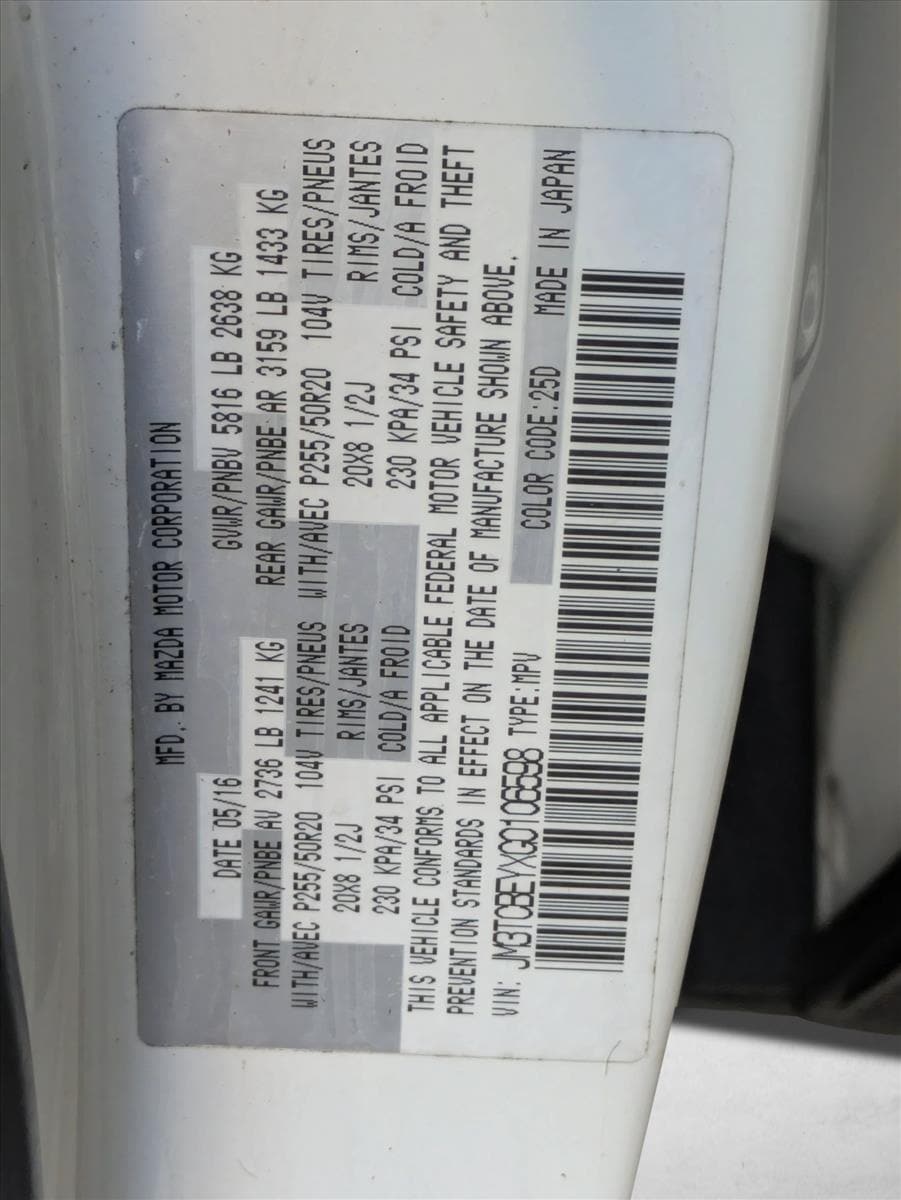 MFD. BY MAZDA MOTOR CORPORATION
DATE 05/16 GVWR/PNBV 5816 LB 2638 KG
FRONT GAWR/PNBE AV 2736 LB 1241 KG REAR GAWR/PNBE AR 3159 LB 1433 KG
WITH/AVEC P255/50R20 104V TIRES/PNEUS WITH/AVEC P255/50R20 104V TIRES/PNEUS
20X8 1/2J RIMS/JANTES 20X8 1/2J RIMS/JANTES
230 KPA/34 PSI COLD/A FROID 230 KPA/34 PSI COLD/A FROID
THIS VEHICLE CONFORMS TO ALL APPLICABLE FEDERAL MOTOR VEHICLE SAFETY AND THEFT
PREVENTION STANDARDS IN EFFECT ON THE DATE OF MANUFACTURE SHOWN ABOVE.
VIN: JM3TCBEYXG0106598 TYPE:MPV COLOR CODE:25D MADE IN JAPAN